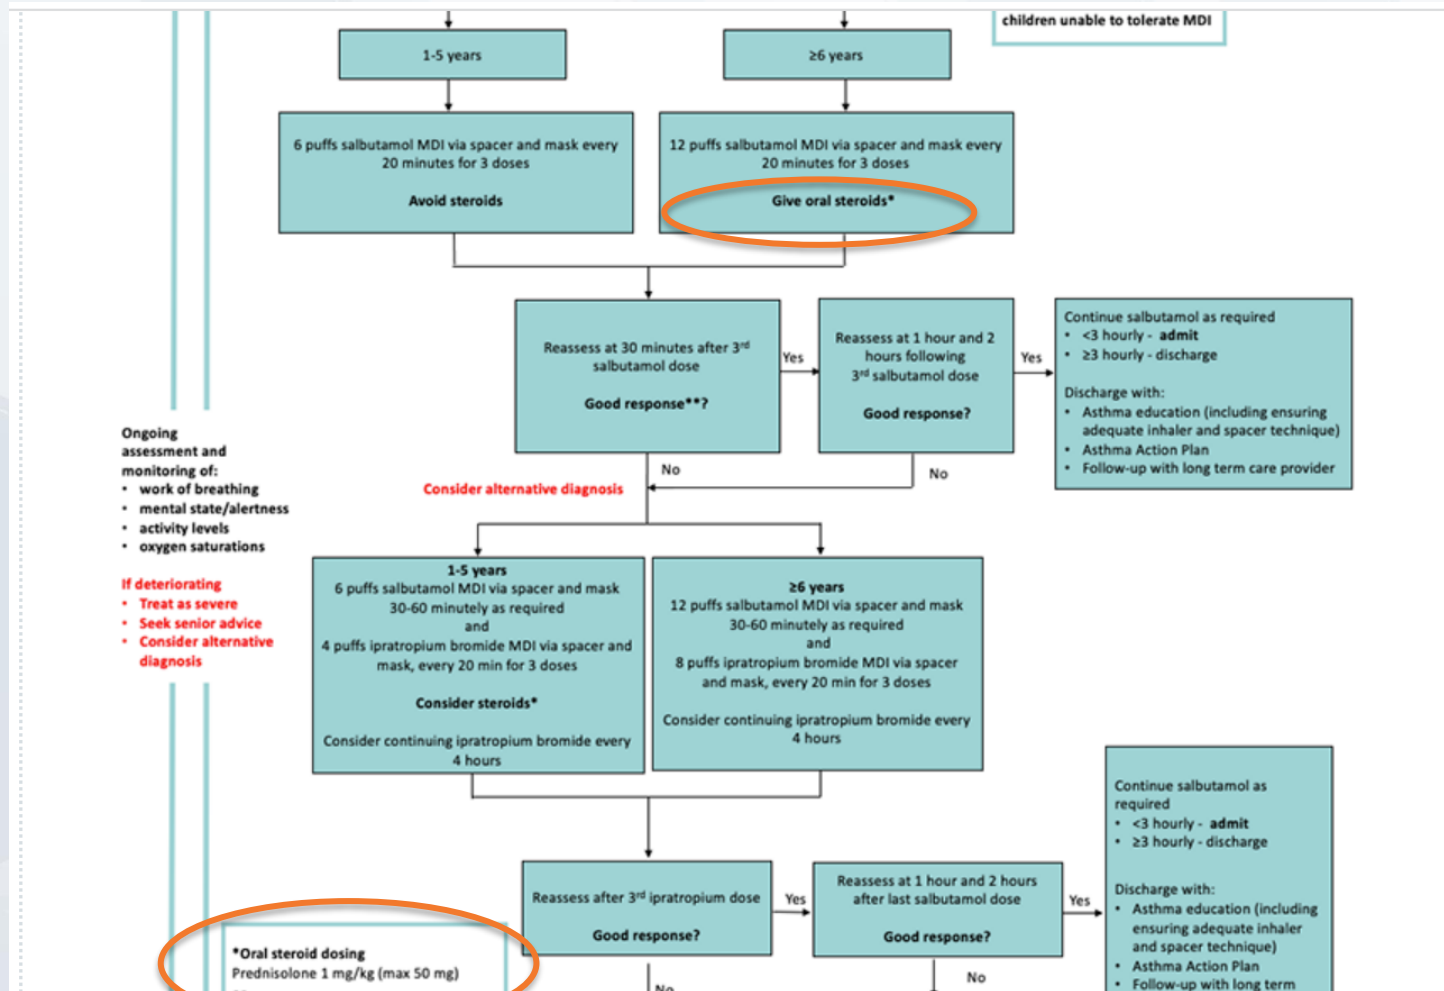 children unable to tolerate MDI
1-5 years
≥6 years
6 puffs salbutamol MDI via spacer and mask every
20 minutes for 3 doses
Avoid steroids
12 puffs salbutamol MDI via spacer and mask every
20 minutes for 3 doses
Give oral steroids*
Reassess at 30 minutes after 3rd
salbutamol dose
Good response**?
Yes
Reassess at 1 hour and 2
hours following
3rd salbutamol dose
Good response?
Yes
Continue salbutamol as required
• <3 hourly - admit
• ≥3 hourly - discharge
Discharge with:
• Asthma education (including ensuring
adequate inhaler and spacer technique)
• Asthma Action Plan
• Follow-up with long term care provider
No
No
Consider alternative diagnosis
Ongoing
assessment and
monitoring of:
• work of breathing
• mental state/alertness
• activity levels
• oxygen saturations
If deteriorating
• Treat as severe
• Seek senior advice
• Consider alternative
diagnosis
1-5 years
6 puffs salbutamol MDI via spacer and mask
30-60 minutely as required
and
4 puffs ipratropium bromide MDI via spacer and
mask, every 20 min for 3 doses
Consider steroids*
Consider continuing ipratropium bromide every
4 hours
≥6 years
12 puffs salbutamol MDI via spacer and mask
30-60 minutely as required
and
8 puffs ipratropium bromide MDI via spacer
and mask, every 20 min for 3 doses
Consider continuing ipratropium bromide every
4 hours
Reassess after 3rd ipratropium dose
Good response?
Yes
Reassess at 1 hour and 2 hours
after last salbutamol dose
Good response?
Yes
Continue salbutamol as
required
• <3 hourly - admit
• ≥3 hourly - discharge
Discharge with:
• Asthma education (including
ensuring adequate inhaler
and spacer technique)
• Asthma Action Plan
• Follow-up with long term
*Oral steroid dosing
Prednisolone 1 mg/kg (max 50 mg)
No
No